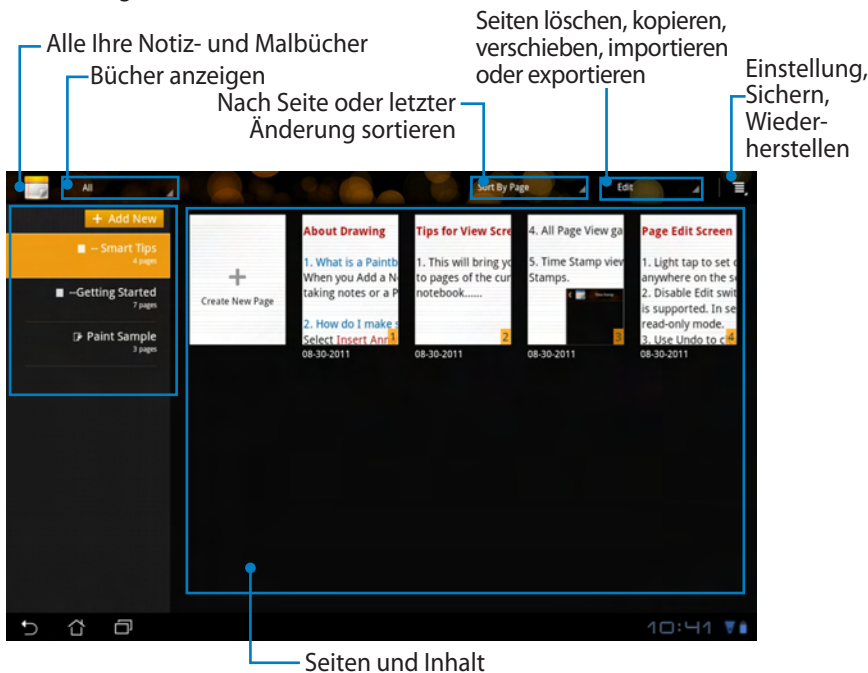 Alle Ihre Notiz- und Malbücher
Bücher anzeigen
Nach Seite oder letzter
Änderung sortieren
Seiten löschen, kopieren,
verschieben, importieren
oder exportieren
Einstellung,
Sichern,
Wieder-
herstellen
All
Sort By Page
Edit
+ Add New
-- Smart Tips
4 pages
--Getting Started
7 pages
Paint Sample
3 pages
Create New Page
About Drawing
1. What is a Paintb
When you Add a N
taking notes or a P
2. How do I make s
Select Insert Ann
1
08-30-2011
Tips for View Scre
1. This will bring yo
to pages of the cur
notebook......
2
08-30-2011
4. All Page View ga
5. Time Stamp view
Stamps.
3
08-30-2011
Page Edit Screen
1. Light tap to set c
anywhere on the s
2. Disable Edit swit
is supported. In se
read-only mode.
3. Use Undo to c
4
08-30-2011
10:41
Seiten und Inhalt